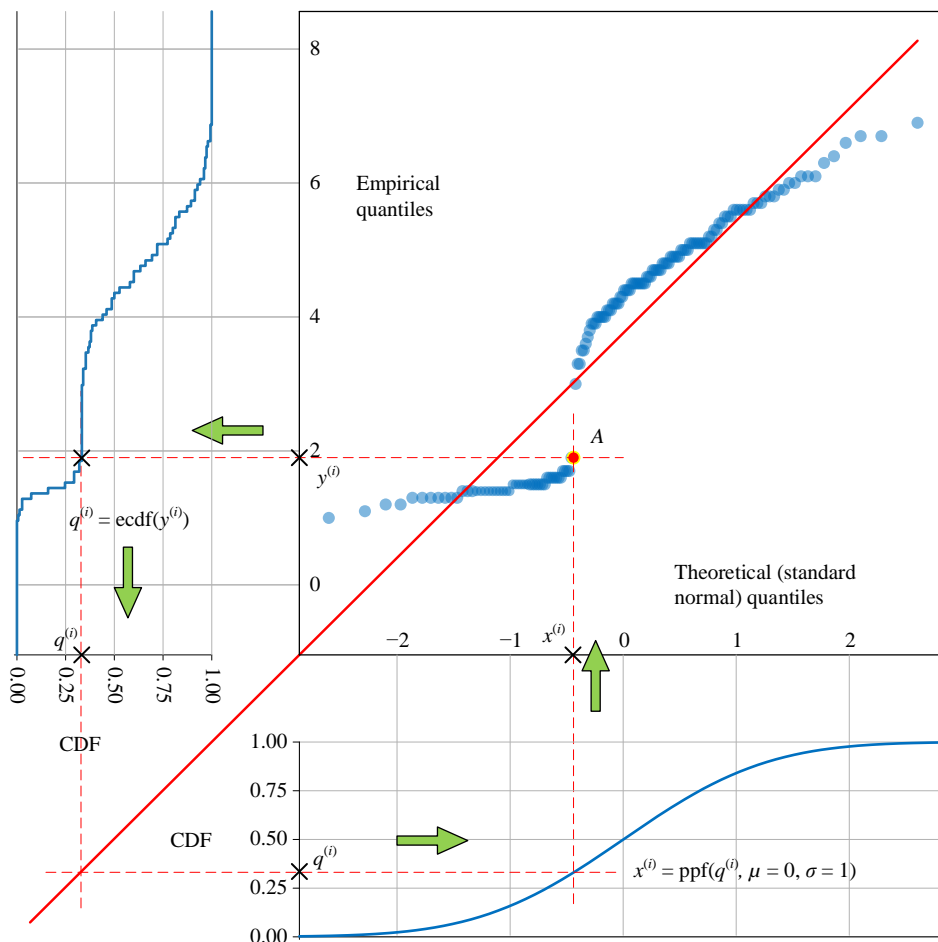 8
6
4
2
0
Empirical
quantiles
A
y⁽ⁱ⁾
q⁽ⁱ⁾ = ecdf(y⁽ⁱ⁾)
Theoretical (standard
normal) quantiles
q⁽ⁱ⁾
−2 −1 x⁽ⁱ⁾ 0 1 2
0.00 0.25 0.50 0.75 1.00
CDF
1.00
0.75
CDF
0.50
q⁽ⁱ⁾
x⁽ⁱ⁾ = ppf(q⁽ⁱ⁾, μ = 0, σ = 1)
0.25
0.00